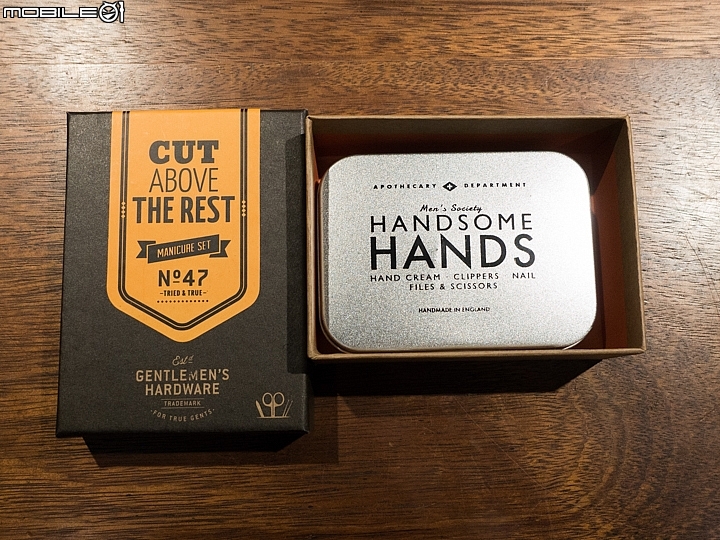 MOBILE01
CUT
ABOVE
THE REST
MANICURE SET
Nº47
-TRIED & TRUE-
Est d
GENTLEMEN'S
HARDWARE
TRADEMARK
·FOR TRUE GENTS·
APOTHECARY DEPARTMENT
Men's Society
HANDSOME
HANDS
HAND CREAM · CLIPPERS · NAIL
FILES & SCISSORS
HANDMADE IN ENGLAND